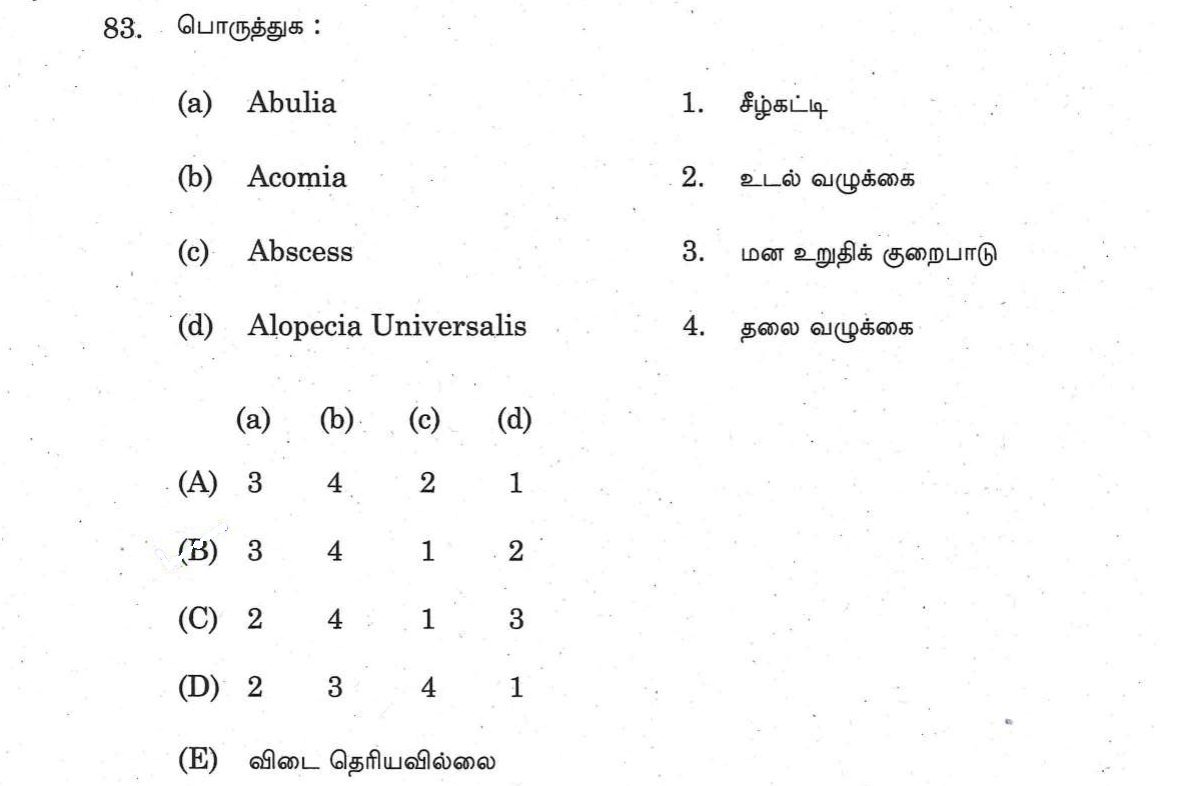 83. பொருத்துக :
(a) Abulia 1. சீழ்கட்டி
(b) Acomia 2. உடல் வழுக்கை
(c) Abscess 3. மன உறுதிக் குறைபாடு
(d) Alopecia Universalis 4. தலை வழுக்கை
(a) (b) (c) (d)
(A) 3 4 2 1
(B) 3 4 1 2
(C) 2 4 1 3
(D) 2 3 4 1
(E) விடை தெரியவில்லை